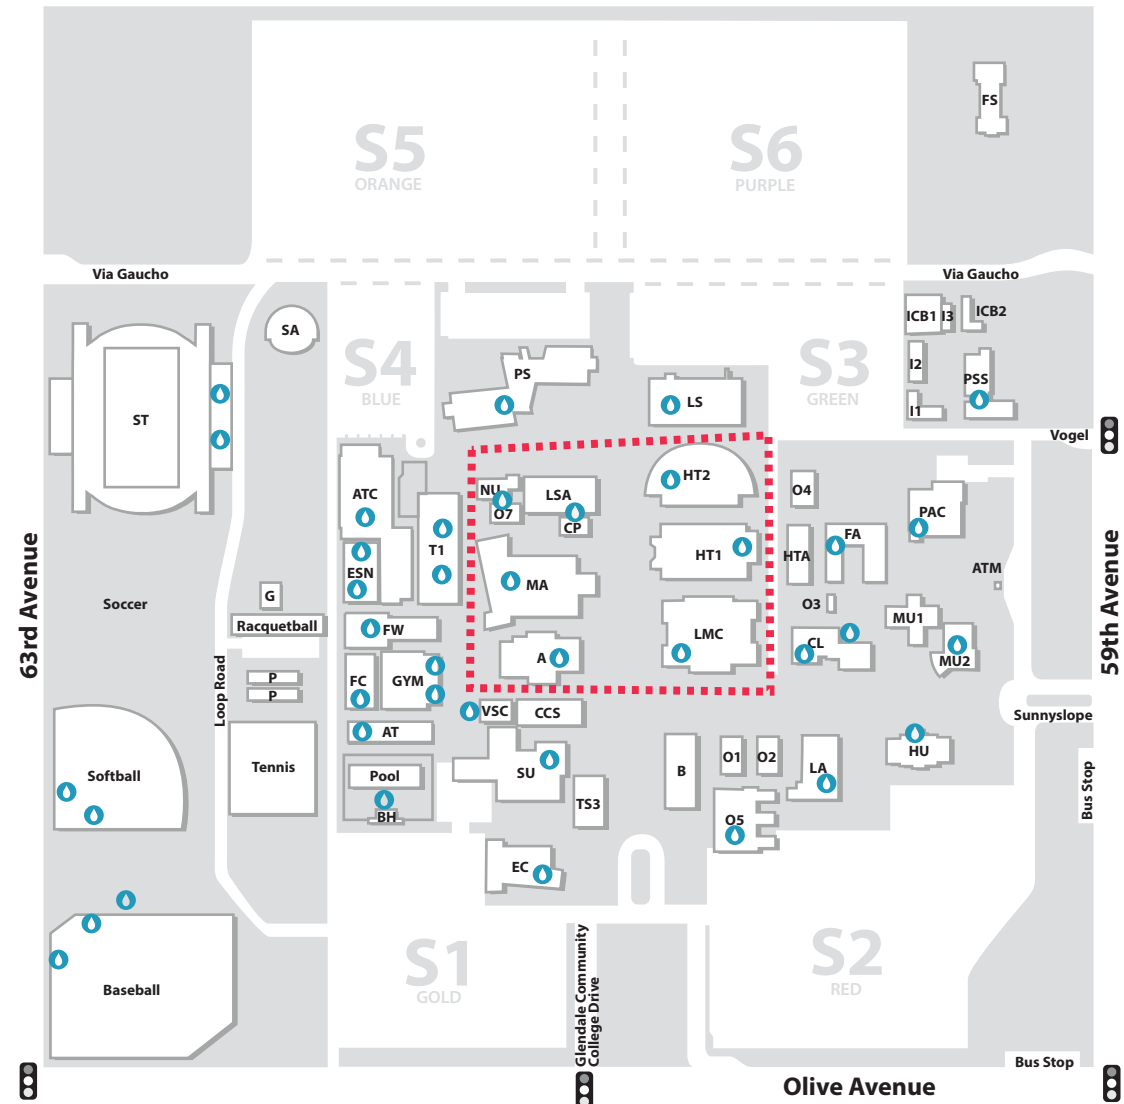 FS
S5
ORANGE
S6
PURPLE
Via Gaucho
Via Gaucho
SA
ICB1
I3
ICB2
S4
BLUE
PS
S3
GREEN
I2
PSS
I1
LS
ST
Vogel
ATC
NU
O7
LSA
CP
HT2
O4
PAC
T1
ESN
MA
HT1
HTA
FA
ATM
63rd Avenue
59th Avenue
Soccer
G
Racquetball
FW
O3
MU1
LMC
CL
MU2
A
Loop Road
P
P
FC
GYM
VSC
CCS
Sunnyslope
AT
Softball
Tennis
Pool
BH
SU
TS3
B
O1
O2
LA
HU
Bus Stop
O5
EC
S1
GOLD
S2
RED
Baseball
Glendale Community
College Drive
Bus Stop
Olive Avenue